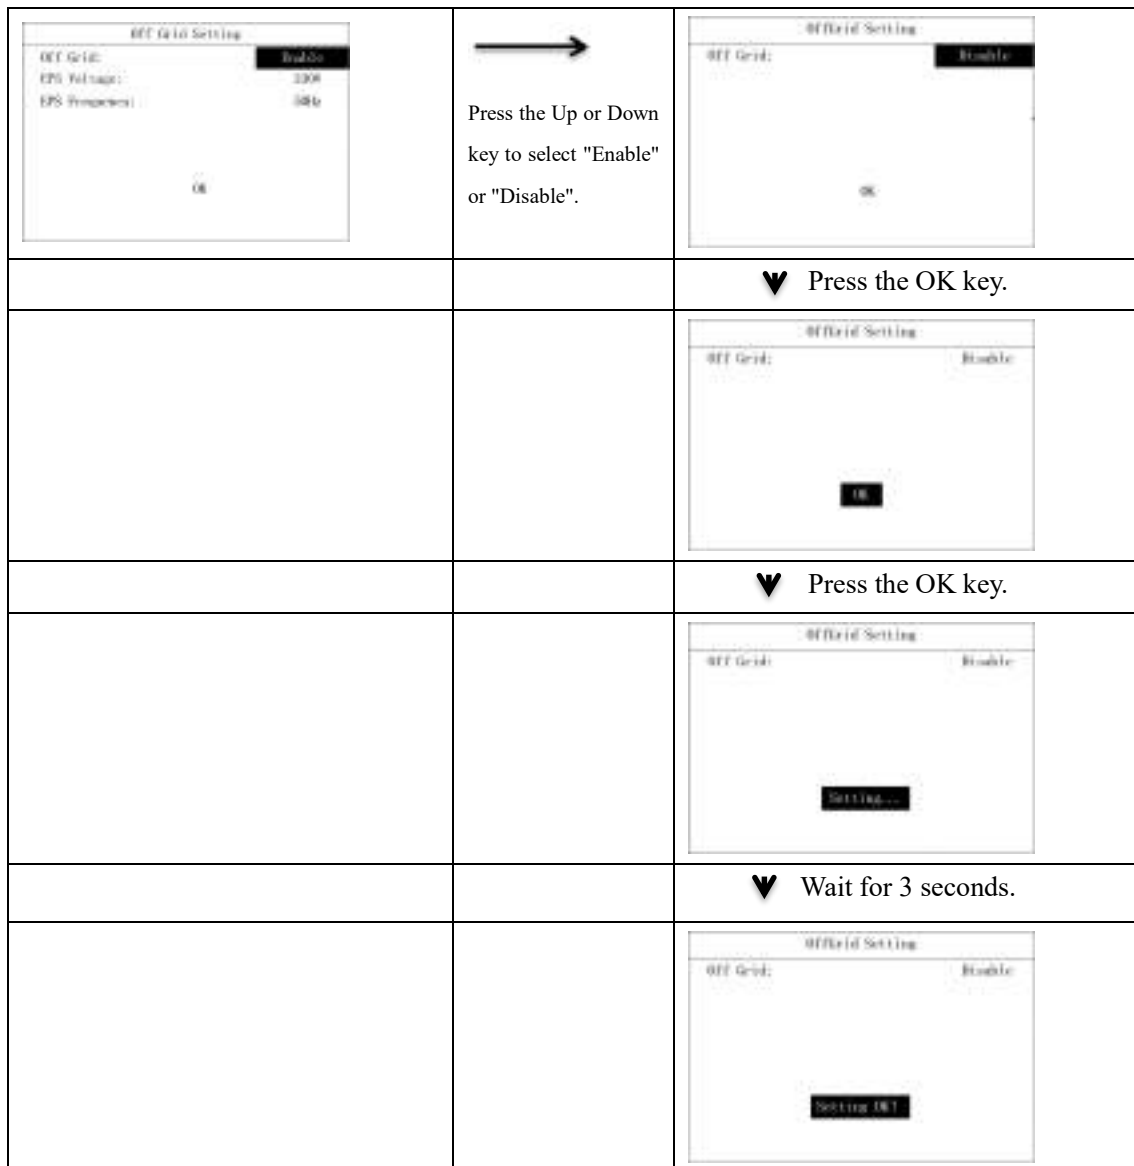 Off Grid Setting
Off Grid: Enable
EPS Voltage:
EPS Frequency: 50Hz
OK
Press the Up or Down
key to select "Enable"
or "Disable".
OffGrid Setting
Off Grid: Disable
OK
Press the OK key.
OffGrid Setting
Off Grid: Disable
OK
Press the OK key.
OffGrid Setting
Off Grid: Disable
Setting...
Wait for 3 seconds.
OffGrid Setting
Off Grid: Disable
Setting OK!